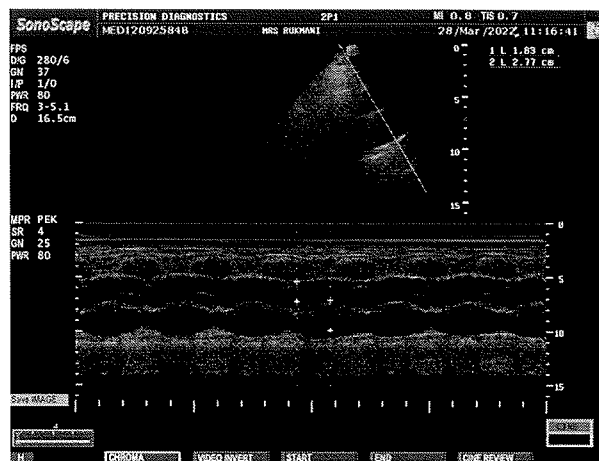 SonoScape
PRECISION DIAGNOSTICS 2P1 MI 0.8 TIS 0.7
MED120925848 MRS RUKMANI 28/Mar/2022 11:16:41
FPS
D/G 280/6
GN 37
I/P 1/0
PWR 80
FRQ 3-5.1
D 16.5cm
1 L 1.83 cm
2 L 2.77 cm
0
5
10
15
MPR PEK
SR 4
GN 25
PWR 80
0
5
10
15
Save IMAGE
H CHROMA VIDEO INVERT START END CINE REVIEW